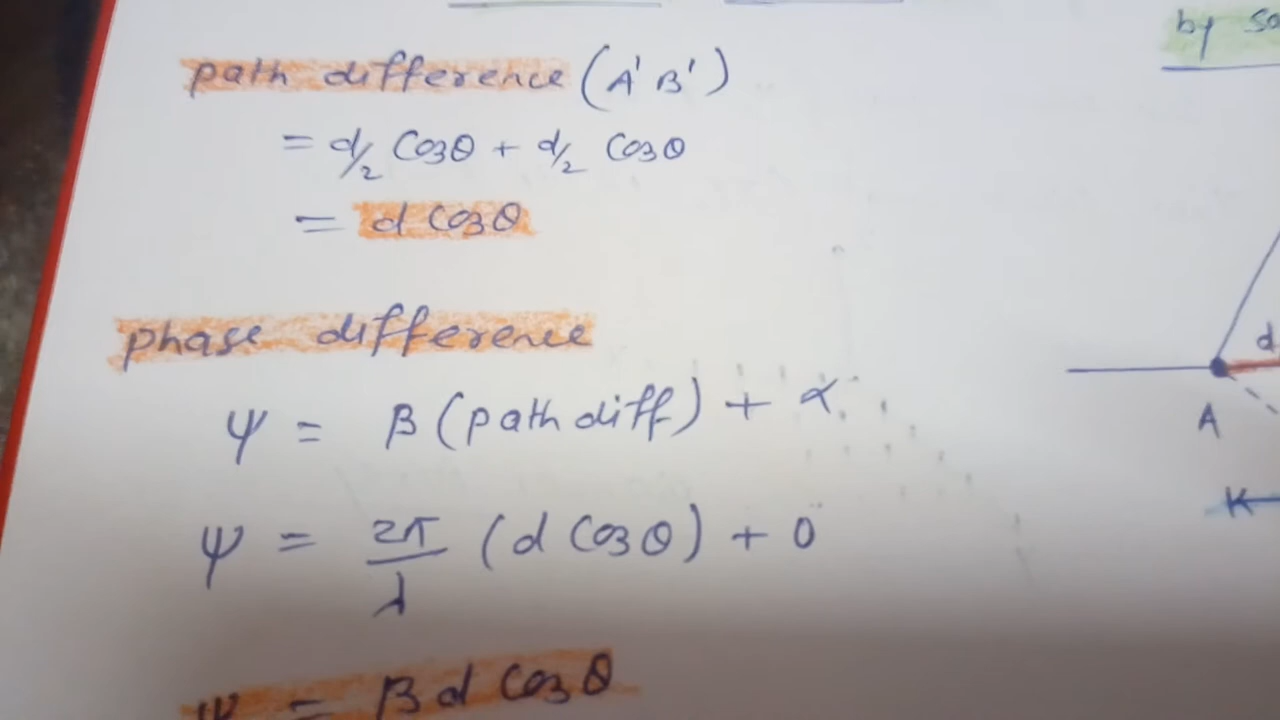 path difference (A' B')
= d/2 Cosθ + d/2 Cosθ
= d Cosθ
phase difference
ψ = β (path diff) + α
ψ = 2π/λ (d Cosθ) + 0
ψ = β d Cosθ
by
d
A